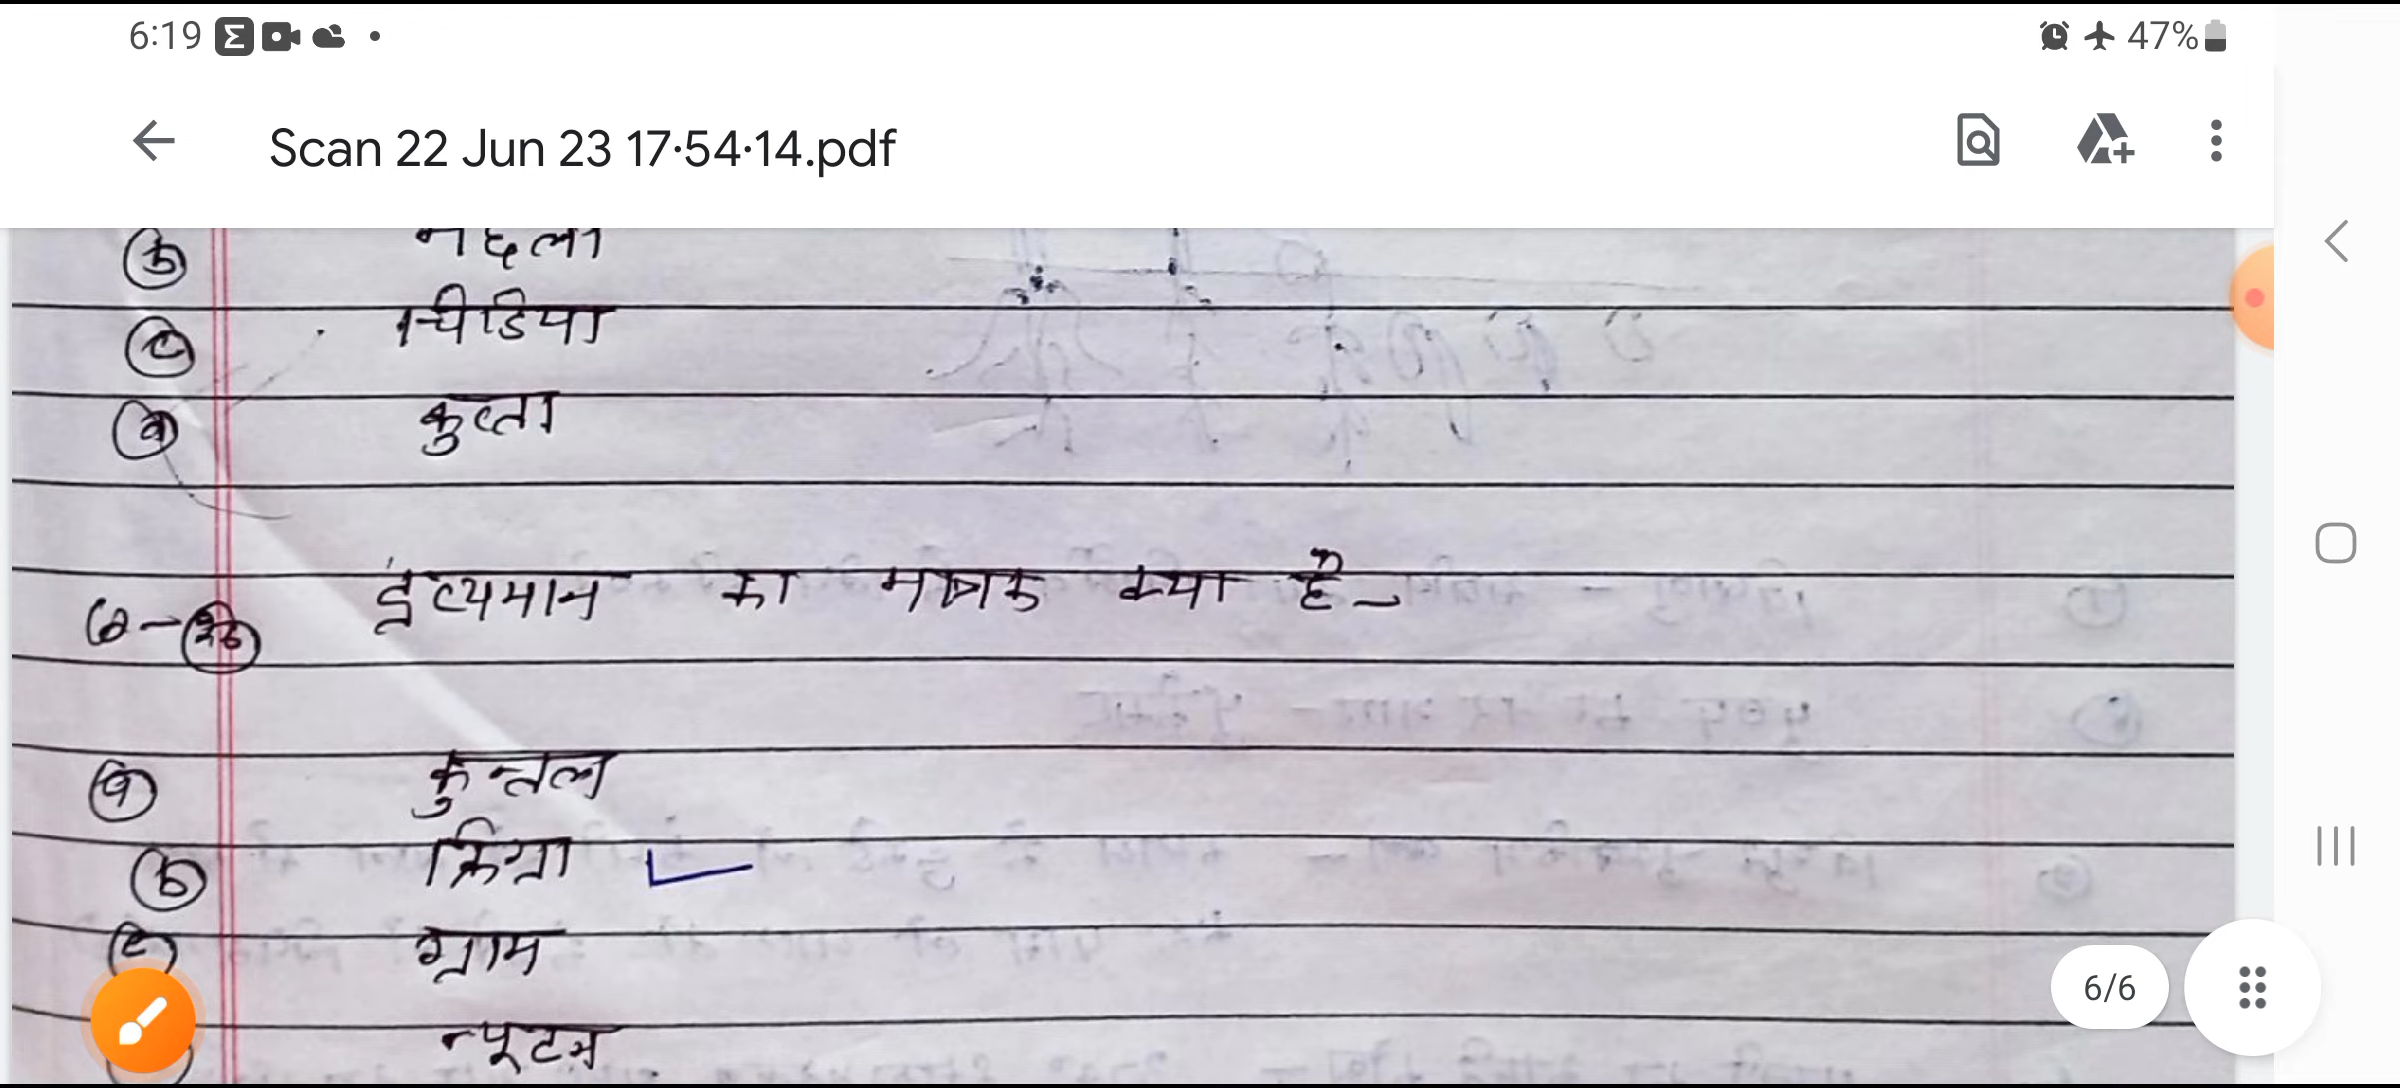 6:19 47%
Scan 22 Jun 23 17·54·14.pdf
b मछली
c चिडिया
कुत्ता
Q-26 द्रव्यमान का मात्रक क्या है-
a कुन्तल
b किग्रा
c ग्राम
न्यूटन
6/6